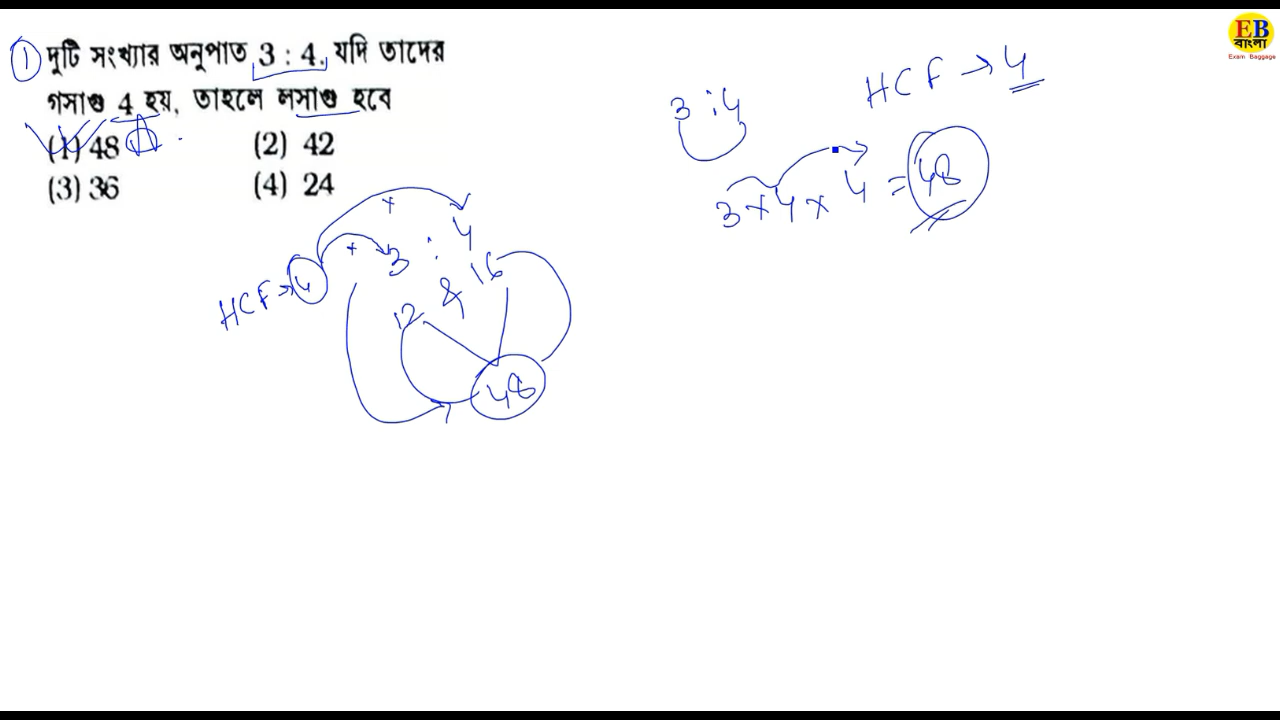 ① দুটি সংখ্যার অনুপাত 3 : 4. যদি তাদের
গসাগু 4 হয়, তাহলে লসাগু হবে
(1) 48 A
(2) 42
(3) 36
(4) 24
HCF → 4
3 : 4
12 & 16
48
3 : 4
HCF → 4
3 × 4 × 4 = 48
EB
বাংলা
Exam Baggage